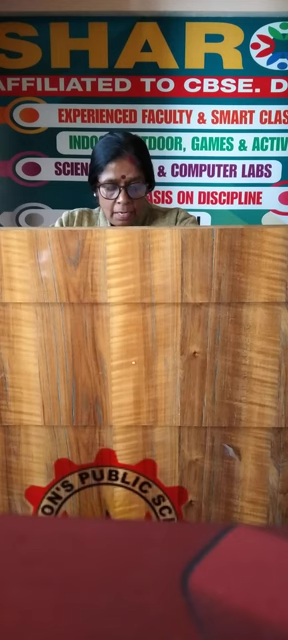 SHAR
AFFILIATED TO CBSE. D
EXPERIENCED FACULTY & SMART CLAS
INDO TDOOR, GAMES & ACTIV
SCIEN & COMPUTER LABS
ASIS ON DISCIPLINE
ON'S PUBLIC SC